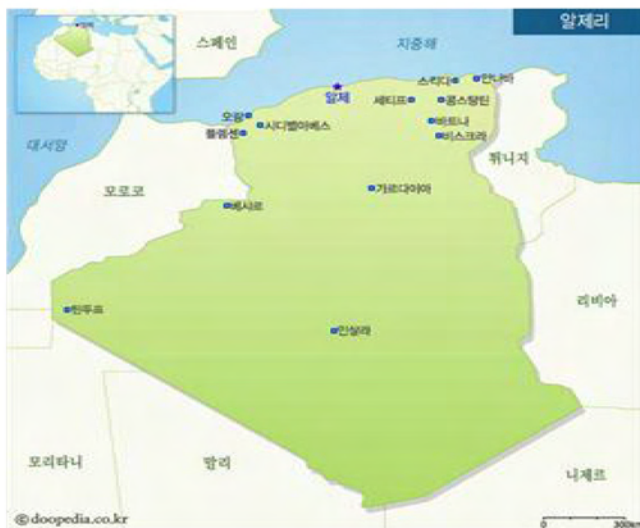 알제리
스페인
지중해
알제
스킥다
안나바
세티프
콩스탕틴
오랑
시디벨아베스
바트나
틀렘센
비스크라
대서양
튀니지
모로코
가르다이아
베샤르
리비아
틴두프
인살라
모리타니
말리
니제르
©doopedia.co.kr
0
300km